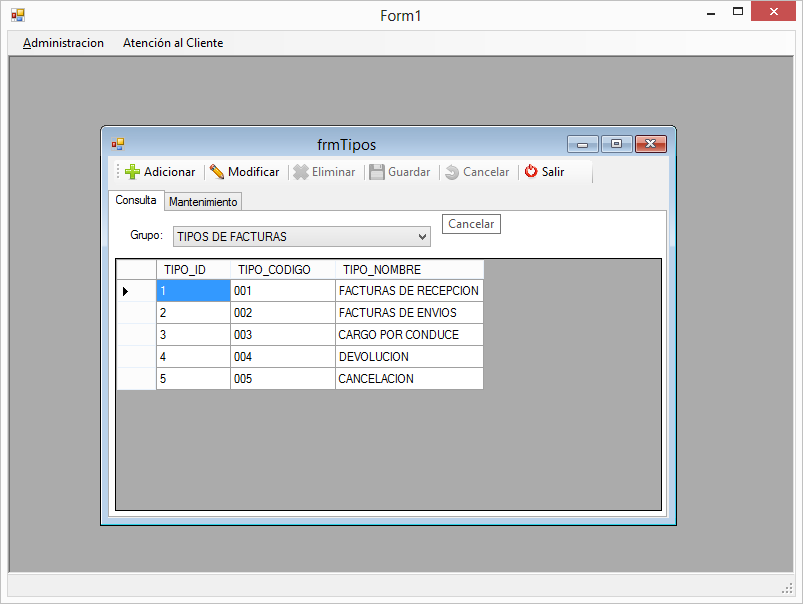 Form1
Administracion Atención al Cliente
frmTipos
Adicionar Modificar Eliminar Guardar Cancelar Salir
Consulta Mantenimiento
Cancelar
Grupo: TIPOS DE FACTURAS
TIPO_ID TIPO_CODIGO TIPO_NOMBRE
1 001 FACTURAS DE RECEPCION
2 002 FACTURAS DE ENVIOS
3 003 CARGO POR CONDUCE
4 004 DEVOLUCION
5 005 CANCELACION